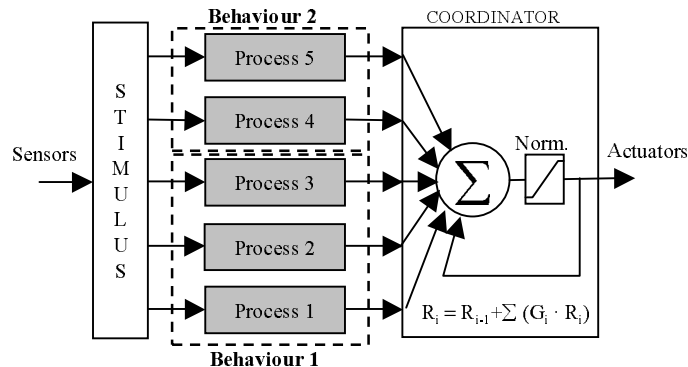 Behaviour 2
COORDINATOR
Process 5
S
T
I
M
U
L
U
S
Process 4
Sensors
Norm.
Actuators
Σ
Process 3
Process 2
Process 1
R_i = R_{i-1}+∑ (G_i · R_i)
Behaviour 1